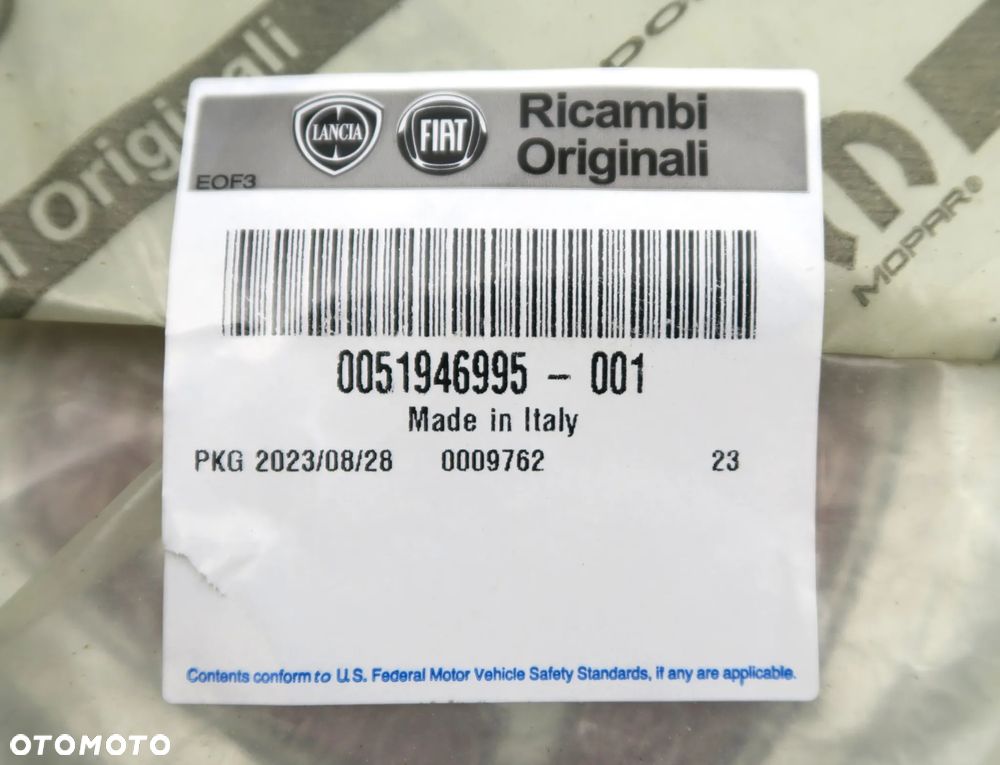 i Originali
MOPAR®
LANCIA
FIAT
Ricambi
Originali
EOF3
0051946995 - 001
Made in Italy
PKG 2023/08/28 0009762 23
Contents conform to U.S. Federal Motor Vehicle Safety Standards, if any are applicable.
OTOMOTO